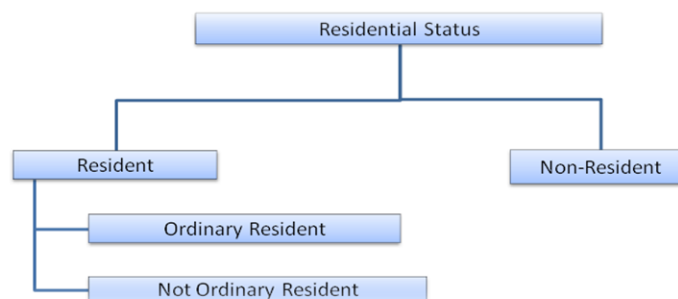 Residential Status
Resident
Non-Resident
Ordinary Resident
Not Ordinary Resident